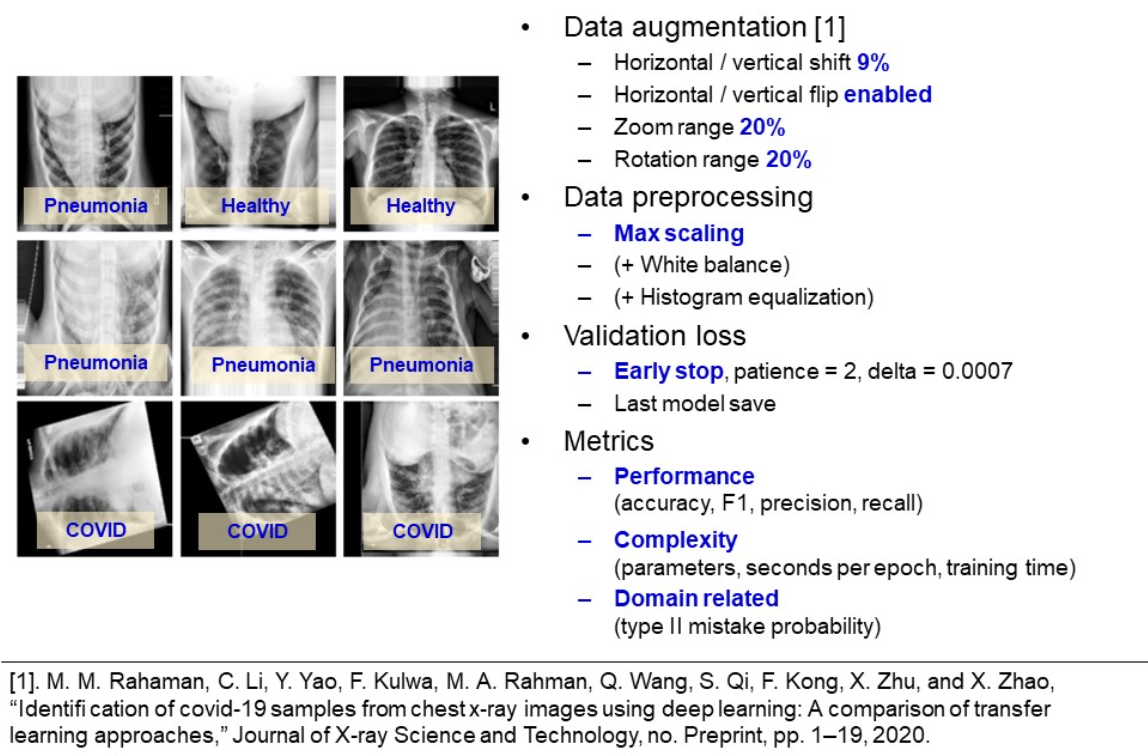 Pneumonia
Healthy
Healthy
Pneumonia
Pneumonia
Pneumonia
COVID
COVID
COVID
L
• Data augmentation [1]
– Horizontal / vertical shift 9%
– Horizontal / vertical flip enabled
– Zoom range 20%
– Rotation range 20%
• Data preprocessing
– Max scaling
– (+ White balance)
– (+ Histogram equalization)
• Validation loss
– Early stop, patience = 2, delta = 0.0007
– Last model save
• Metrics
– Performance
(accuracy, F1, precision, recall)
– Complexity
(parameters, seconds per epoch, training time)
– Domain related
(type II mistake probability)
[1]. M. M. Rahaman, C. Li, Y. Yao, F. Kulwa, M. A. Rahman, Q. Wang, S. Qi, F. Kong, X. Zhu, and X. Zhao,
“Identifi cation of covid-19 samples from chest x-ray images using deep learning: A comparison of transfer
learning approaches,” Journal of X-ray Science and Technology, no. Preprint, pp. 1–19, 2020.